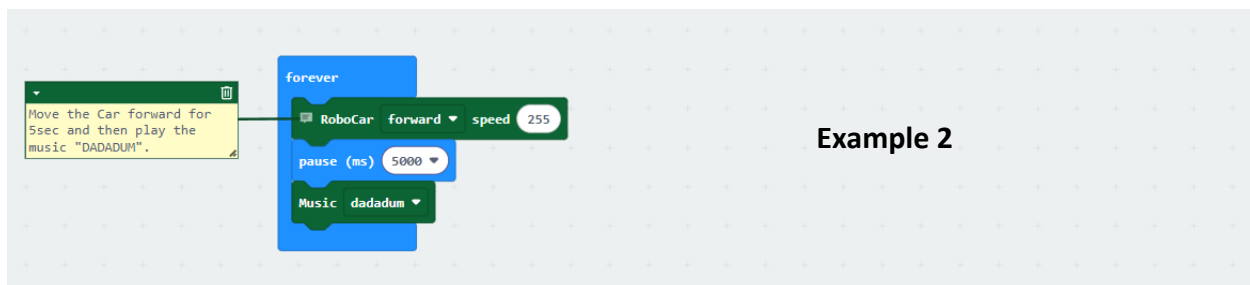 forever
Move the Car forward for
5sec and then play the
music "DADADUM".
RoboCar forward speed 255
pause (ms) 5000
Music dadadum
Example 2